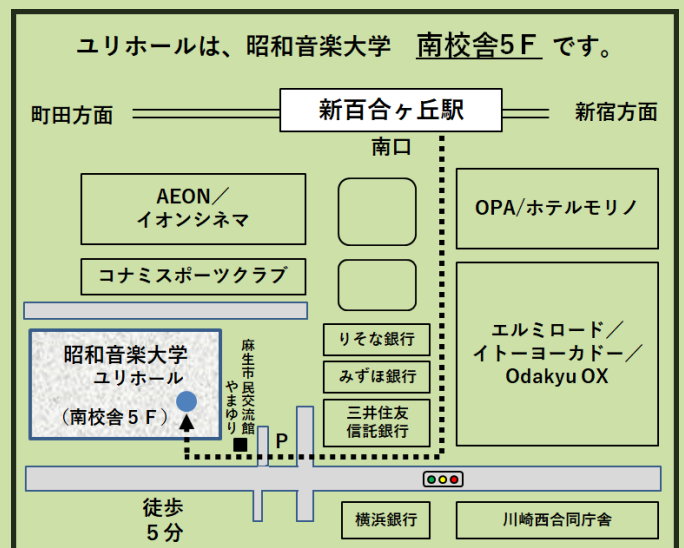 ユリホールは、昭和音楽大学 南校舎5F です。
町田方面
新百合ヶ丘駅
新宿方面
南口
AEON/
イオンシネマ
OPA/ホテルモリノ
コナミスポーツクラブ
エルミロード/
イトーヨーカドー/
Odakyu OX
りそな銀行
みずほ銀行
三井住友
信託銀行
昭和音楽大学
ユリホール
(南校舎5F)
麻生市民交流館
やまゆり
P
徒歩
5分
横浜銀行
川崎西合同庁舎